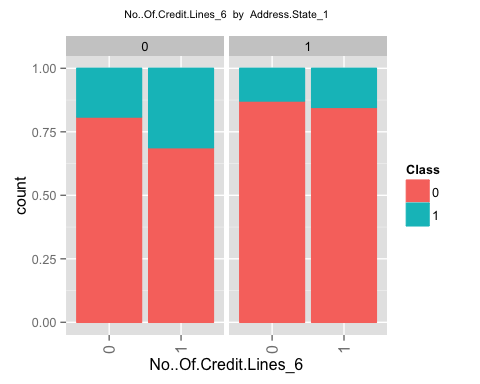 No..Of.Credit.Lines_6 by Address.State_1
0 1
1.00
0.75
0.50
0.25
0.00
count
0 1 0 1
No..Of.Credit.Lines_6
Class
0
1